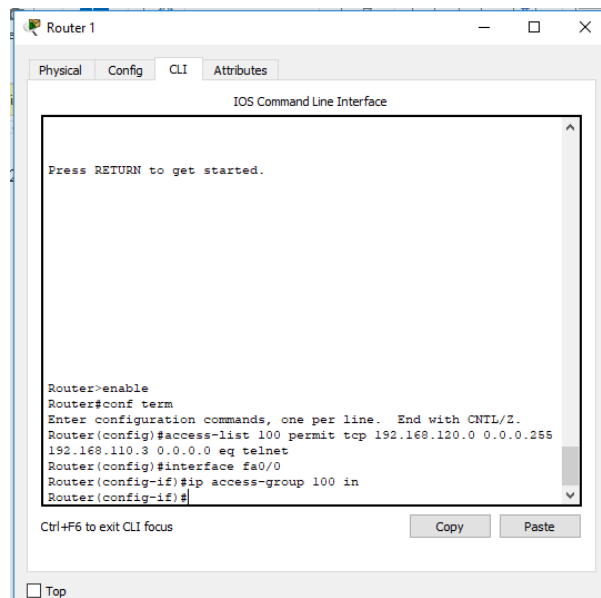 Router 1
Physical Config CLI Attributes
IOS Command Line Interface
Press RETURN to get started.
Router>enable
Router#conf term
Enter configuration commands, one per line.  End with CNTL/Z.
Router(config)#access-list 100 permit tcp 192.168.120.0 0.0.0.255
192.168.110.3 0.0.0.0 eq telnet
Router(config)#interface fa0/0
Router(config-if)#ip access-group 100 in
Router(config-if)#
Ctrl+F6 to exit CLI focus
Copy Paste
Top